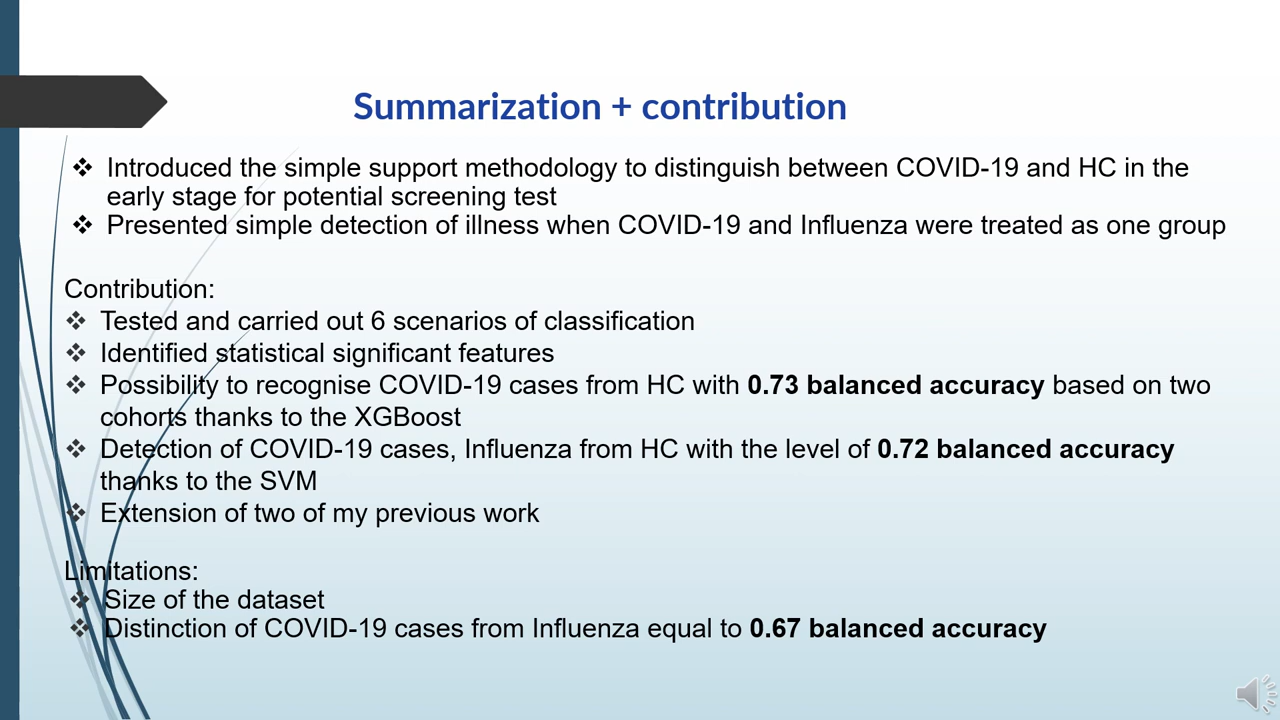 Summarization + contribution
❖ Introduced the simple support methodology to distinguish between COVID-19 and HC in the
early stage for potential screening test
❖ Presented simple detection of illness when COVID-19 and Influenza were treated as one group
Contribution:
❖ Tested and carried out 6 scenarios of classification
❖ Identified statistical significant features
❖ Possibility to recognise COVID-19 cases from HC with 0.73 balanced accuracy based on two
cohorts thanks to the XGBoost
❖ Detection of COVID-19 cases, Influenza from HC with the level of 0.72 balanced accuracy
thanks to the SVM
❖ Extension of two of my previous work
Limitations:
❖ Size of the dataset
❖ Distinction of COVID-19 cases from Influenza equal to 0.67 balanced accuracy